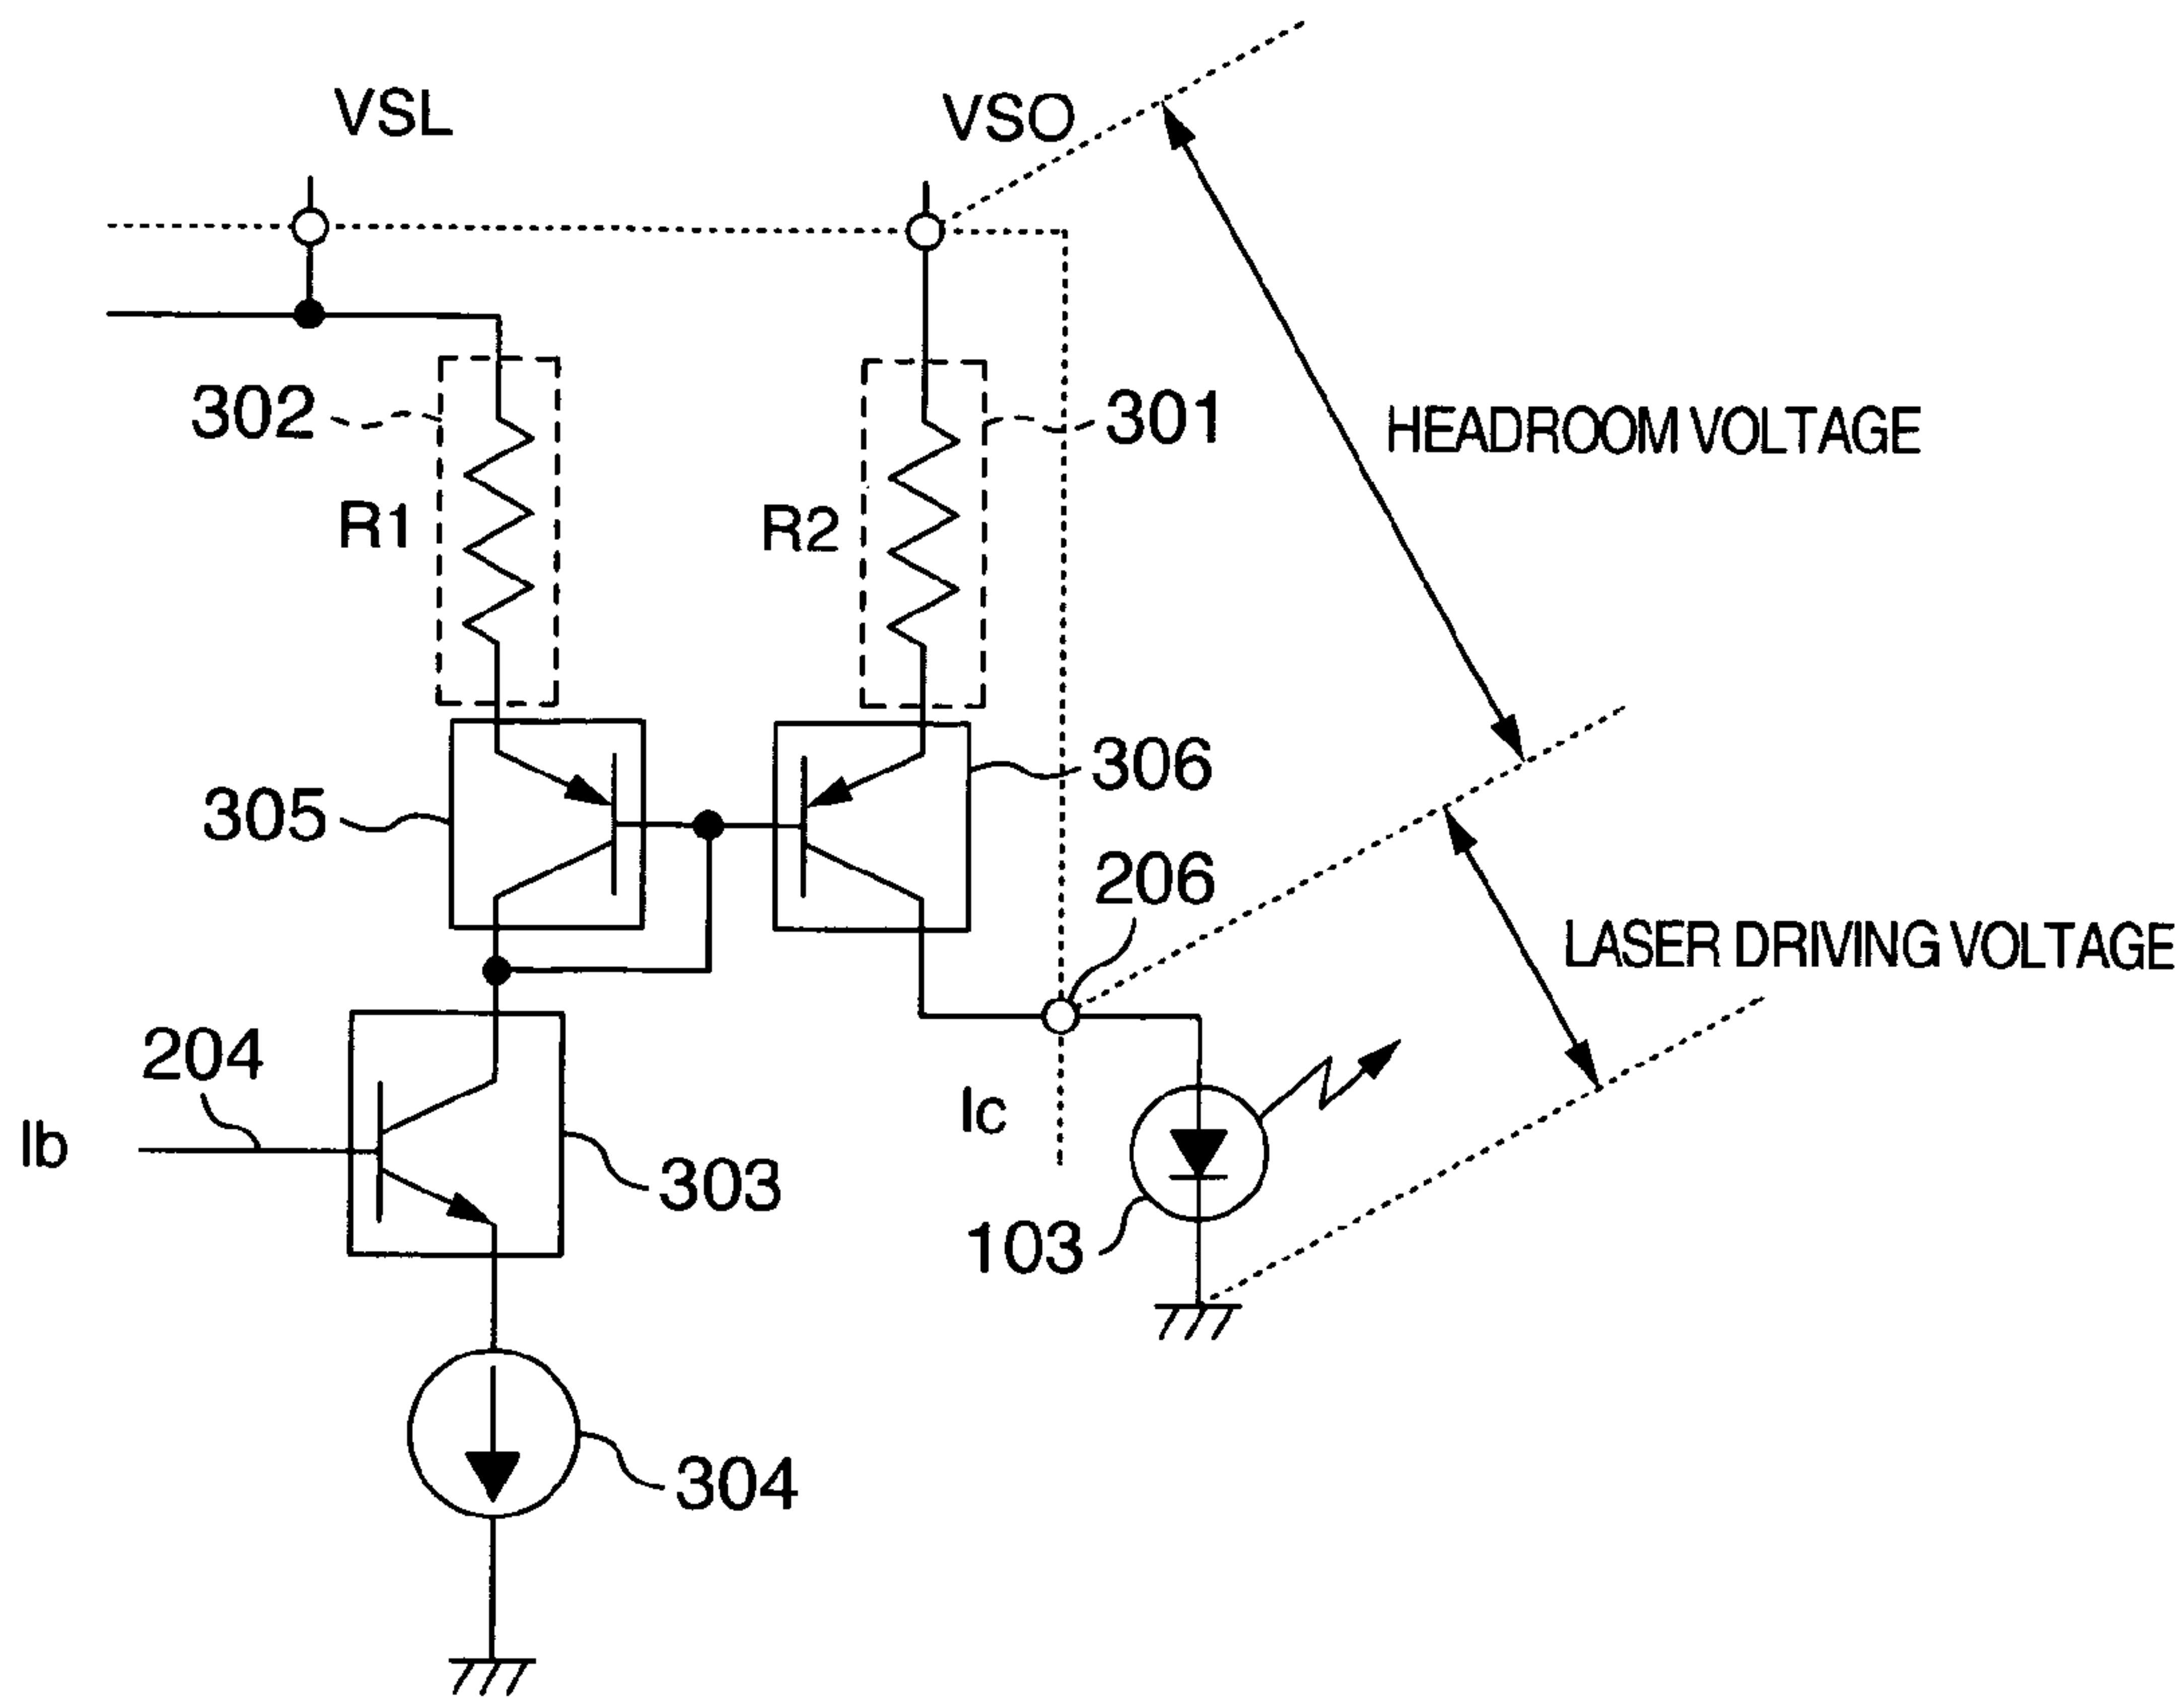 VSL
VSO
302
301
HEADROOM VOLTAGE
R1
R2
305
306
206
LASER DRIVING VOLTAGE
204
Ib
Ic
303
103
304